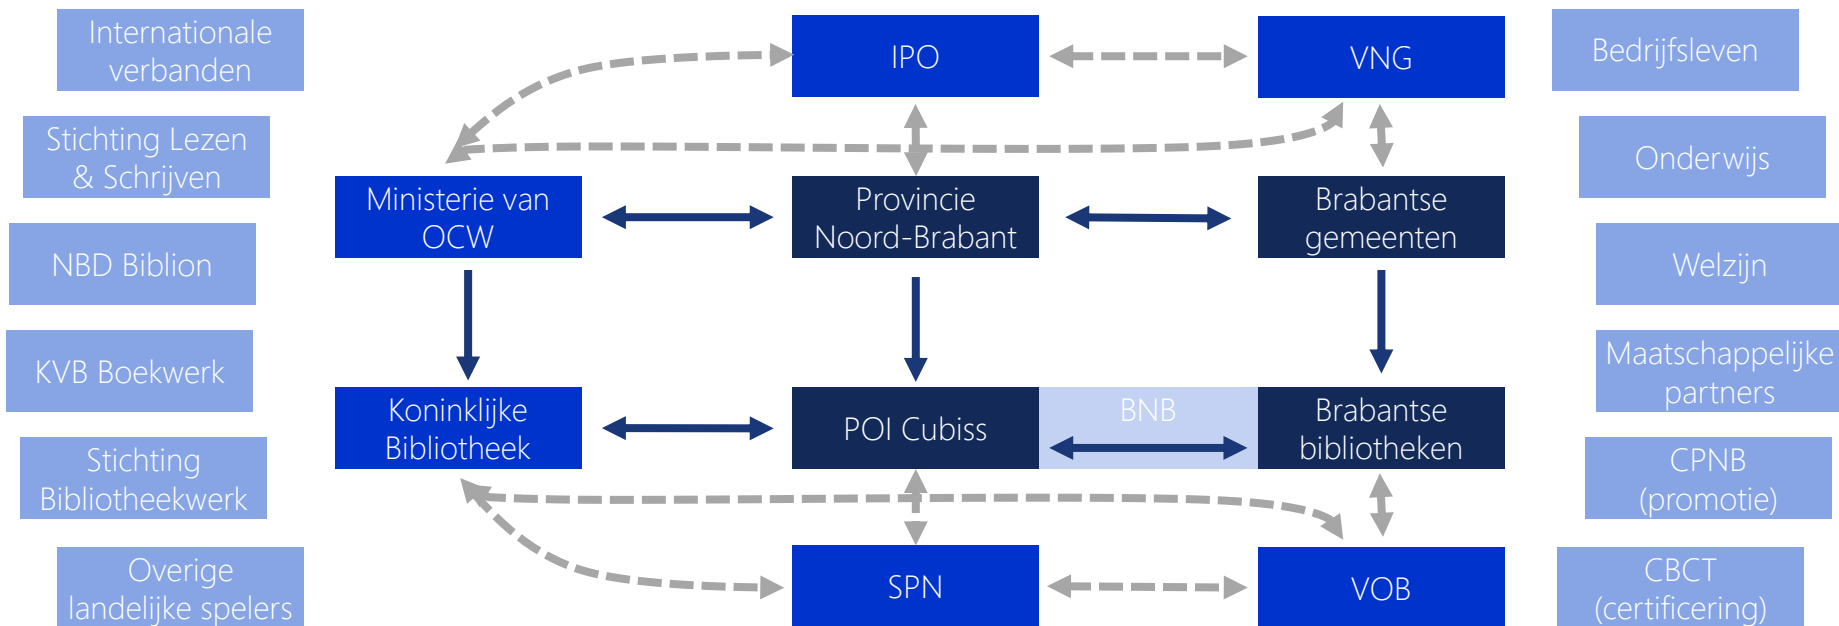 Internationale
verbanden
Stichting Lezen
& Schrijven
NBD Biblion
KVB Boekwerk
Stichting
Bibliotheekwerk
Overige
landelijke spelers
IPO
VNG
Ministerie van
OCW
Provincie
Noord-Brabant
Brabantse
gemeenten
Koninklijke
Bibliotheek
POI Cubiss
BNB
Brabantse
bibliotheken
SPN
VOB
Bedrijfsleven
Onderwijs
Welzijn
Maatschappelijke
partners
CPNB
(promotie)
CBCT
(certificering)